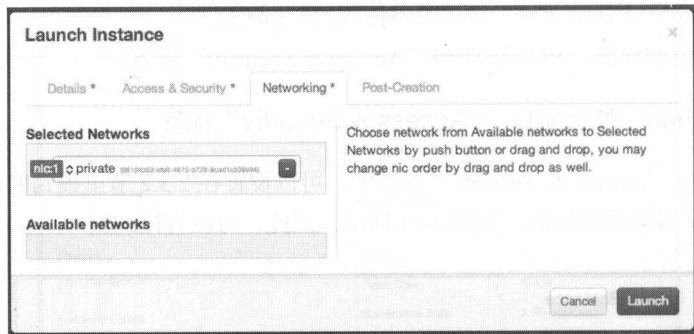 Launch Instance
×
Details * Access & Security * Networking * Post-Creation
Selected Networks
nic:1 private
Available networks
Choose network from Available networks to Selected
Networks by push button or drag and drop, you may
change nic order by drag and drop as well.
Cancel Launch